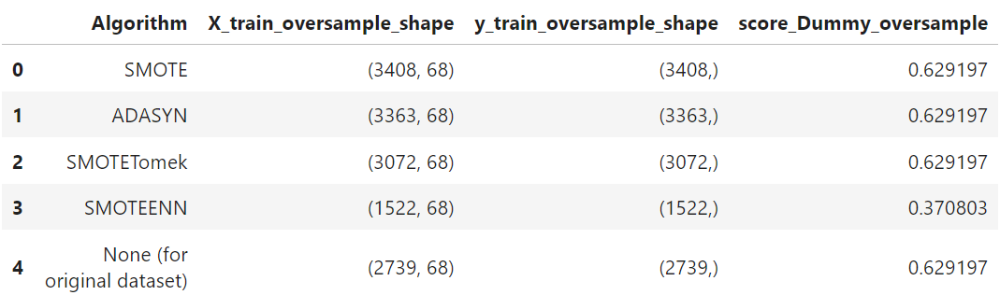 Algorithm X_train_oversample_shape y_train_oversample_shape score_Dummy_oversample
0 SMOTE (3408, 68) (3408,) 0.629197
1 ADASYN (3363, 68) (3363,) 0.629197
2 SMOTETomek (3072, 68) (3072,) 0.629197
3 SMOTEENN (1522, 68) (1522,) 0.370803
4 None (for original dataset) (2739, 68) (2739,) 0.629197